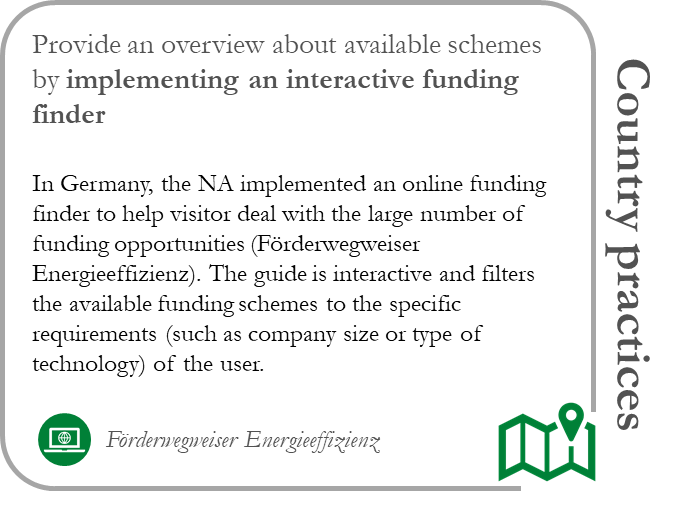 Provide an overview about available schemes
by implementing an interactive funding
finder
In Germany, the NA implemented an online funding
finder to help visitor deal with the large number of
funding opportunities (Förderwegweiser
Energieeffizienz). The guide is interactive and filters
the available funding schemes to the specific
requirements (such as company size or type of
technology) of the user.
Förderwegweiser Energieeffizienz
Country practices